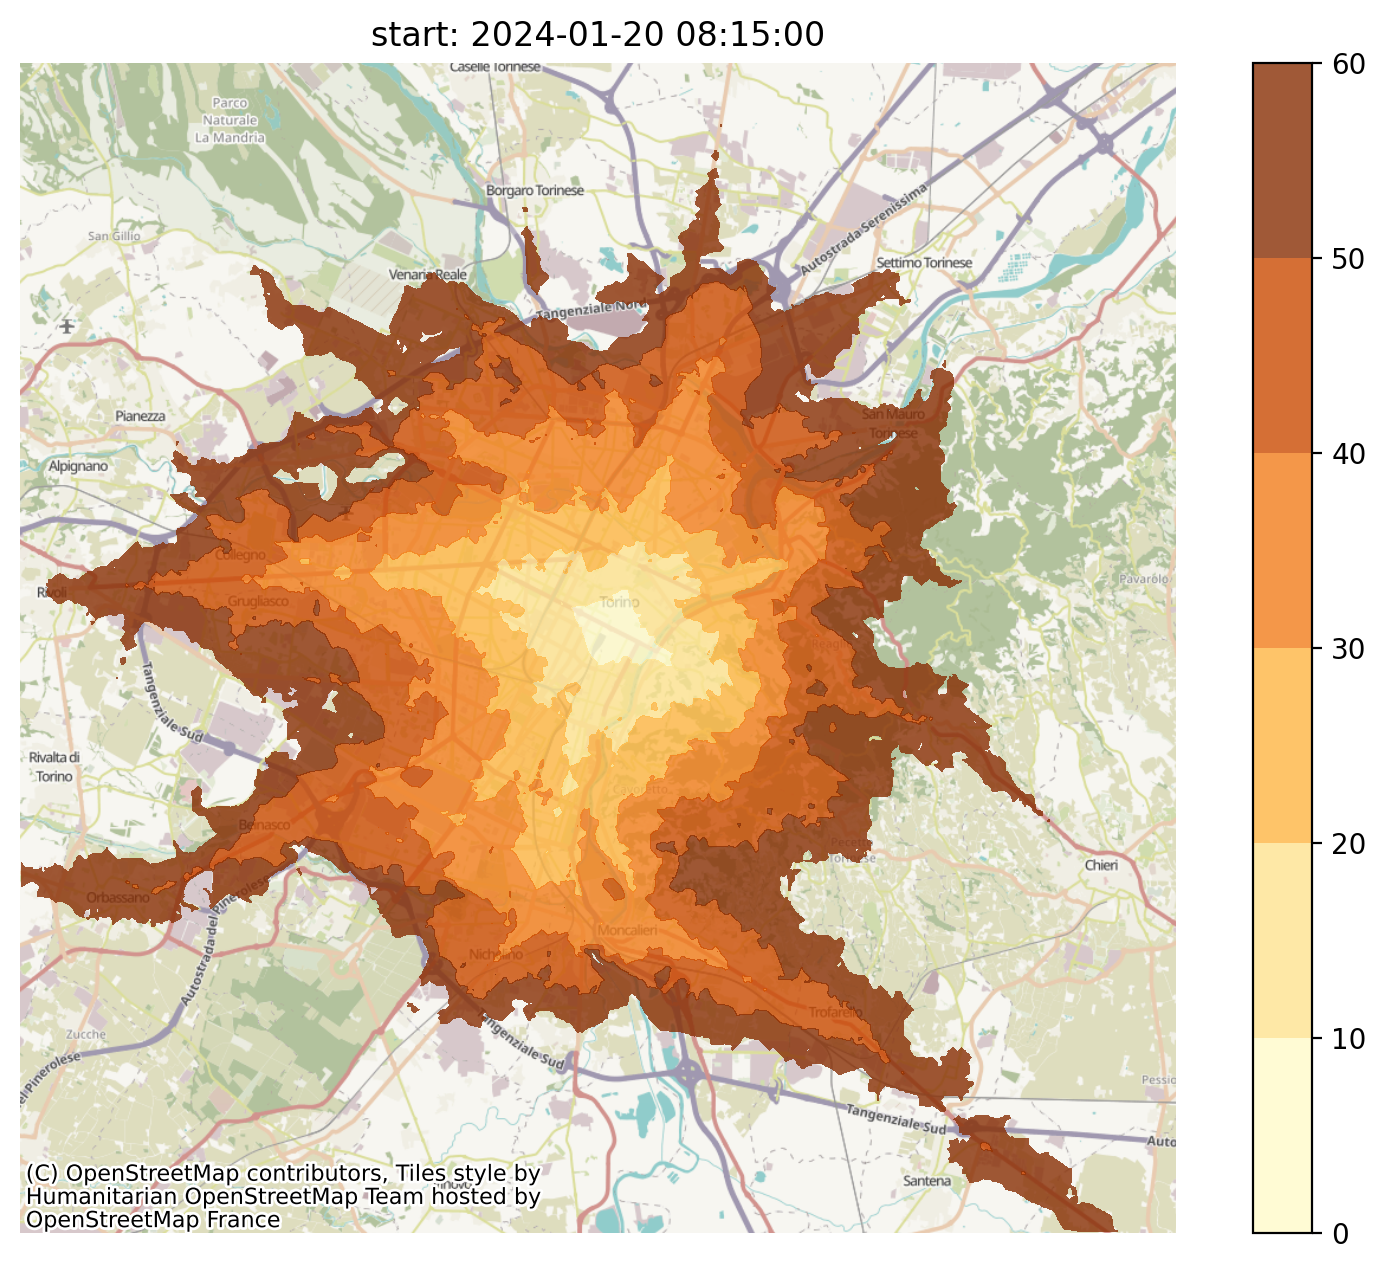 start: 2024-01-20 08:15:00
Caselle Torinese
Parco
Naturale
La Mandria
Borgaro Torinese
Autostrada Serenissima
San Gillio
Venaria Reale
Settimo Torinese
Tangenziale Nord
Pianezza
San Mauro
Torinese
Alpignano
Collegno
Pavarolo
Rivoli
Grugliasco
Torino
Reaglie
Tangenziale Sud
Rivalta di
Torino
Cavoretto
Beinasco
Pecetto
Torinese
Chieri
Orbassano
Autostrada del Pinerolese
Moncalieri
Nichelino
Trofarello
Zucche
Tangenziale Sud
Pessio
del Pinerolese
Tangenziale Sud
Auto
Santena
(C) OpenStreetMap contributors, Tiles style by
Humanitarian OpenStreetMap Team hosted by
OpenStreetMap France
60
50
40
30
20
10
0